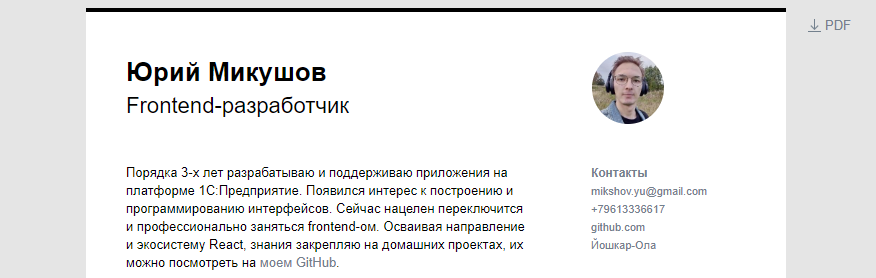 PDF
Юрий Микушов
Frontend-разработчик
Порядка 3-х лет разрабатываю и поддерживаю приложения на
платформе 1С:Предприятие. Появился интерес к построению и
программированию интерфейсов. Сейчас нацелен переключится
и профессионально заняться frontend-ом. Осваивая направление
и экосистему React, знания закрепляю на домашних проектах, их
можно посмотреть на моем GitHub.
Контакты
mikshov.yu@gmail.com
+79613336617
github.com
Йошкар-Ола